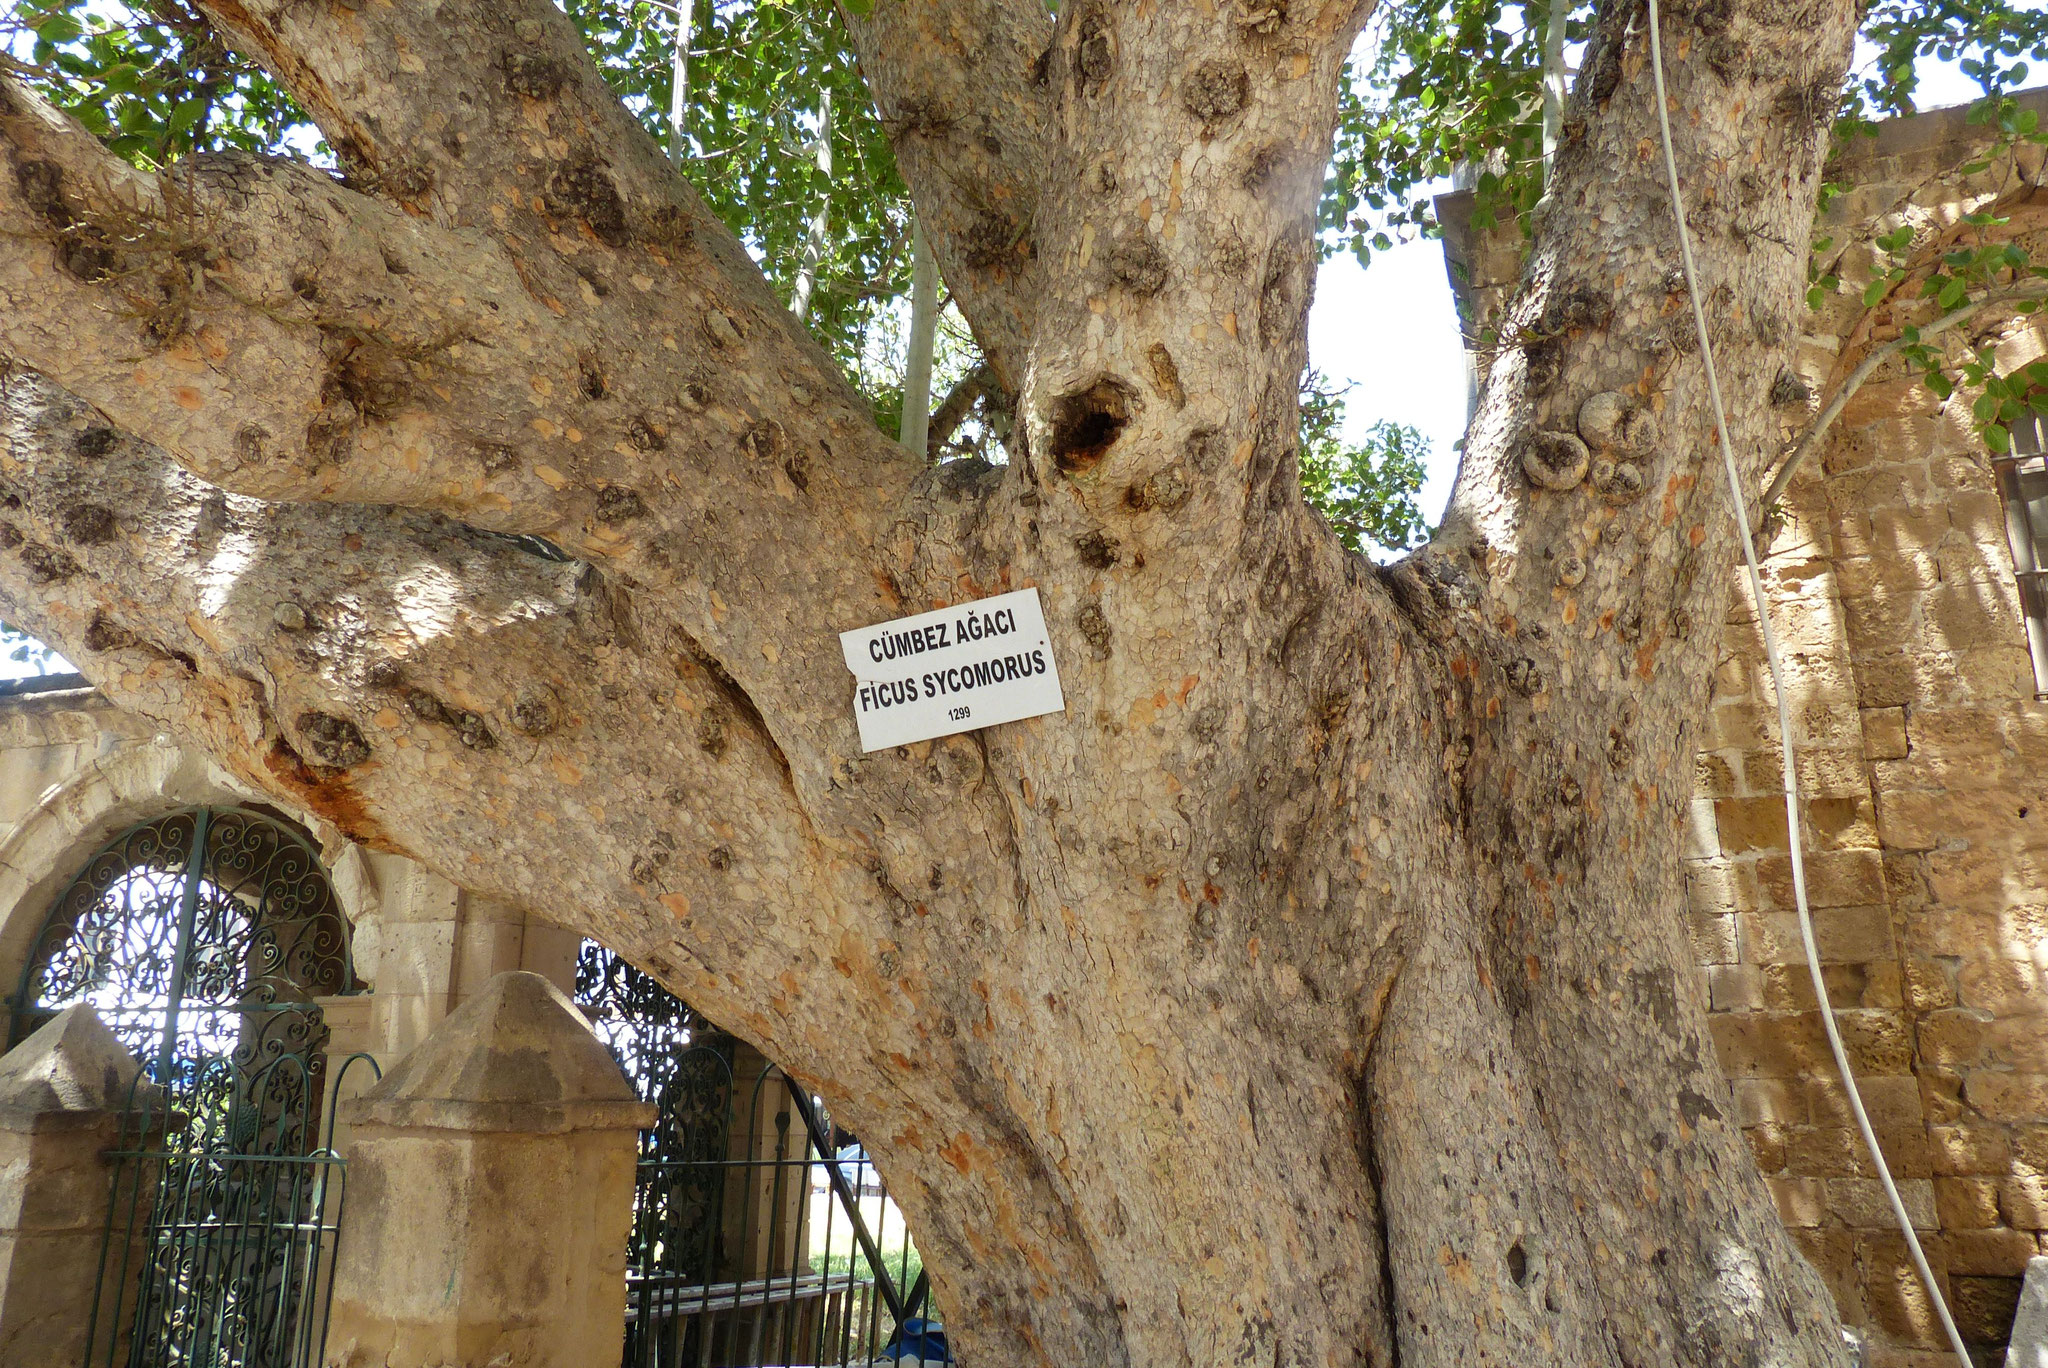 CÜMBEZ AĞACI
FİCUS SYCOMORUS
1299